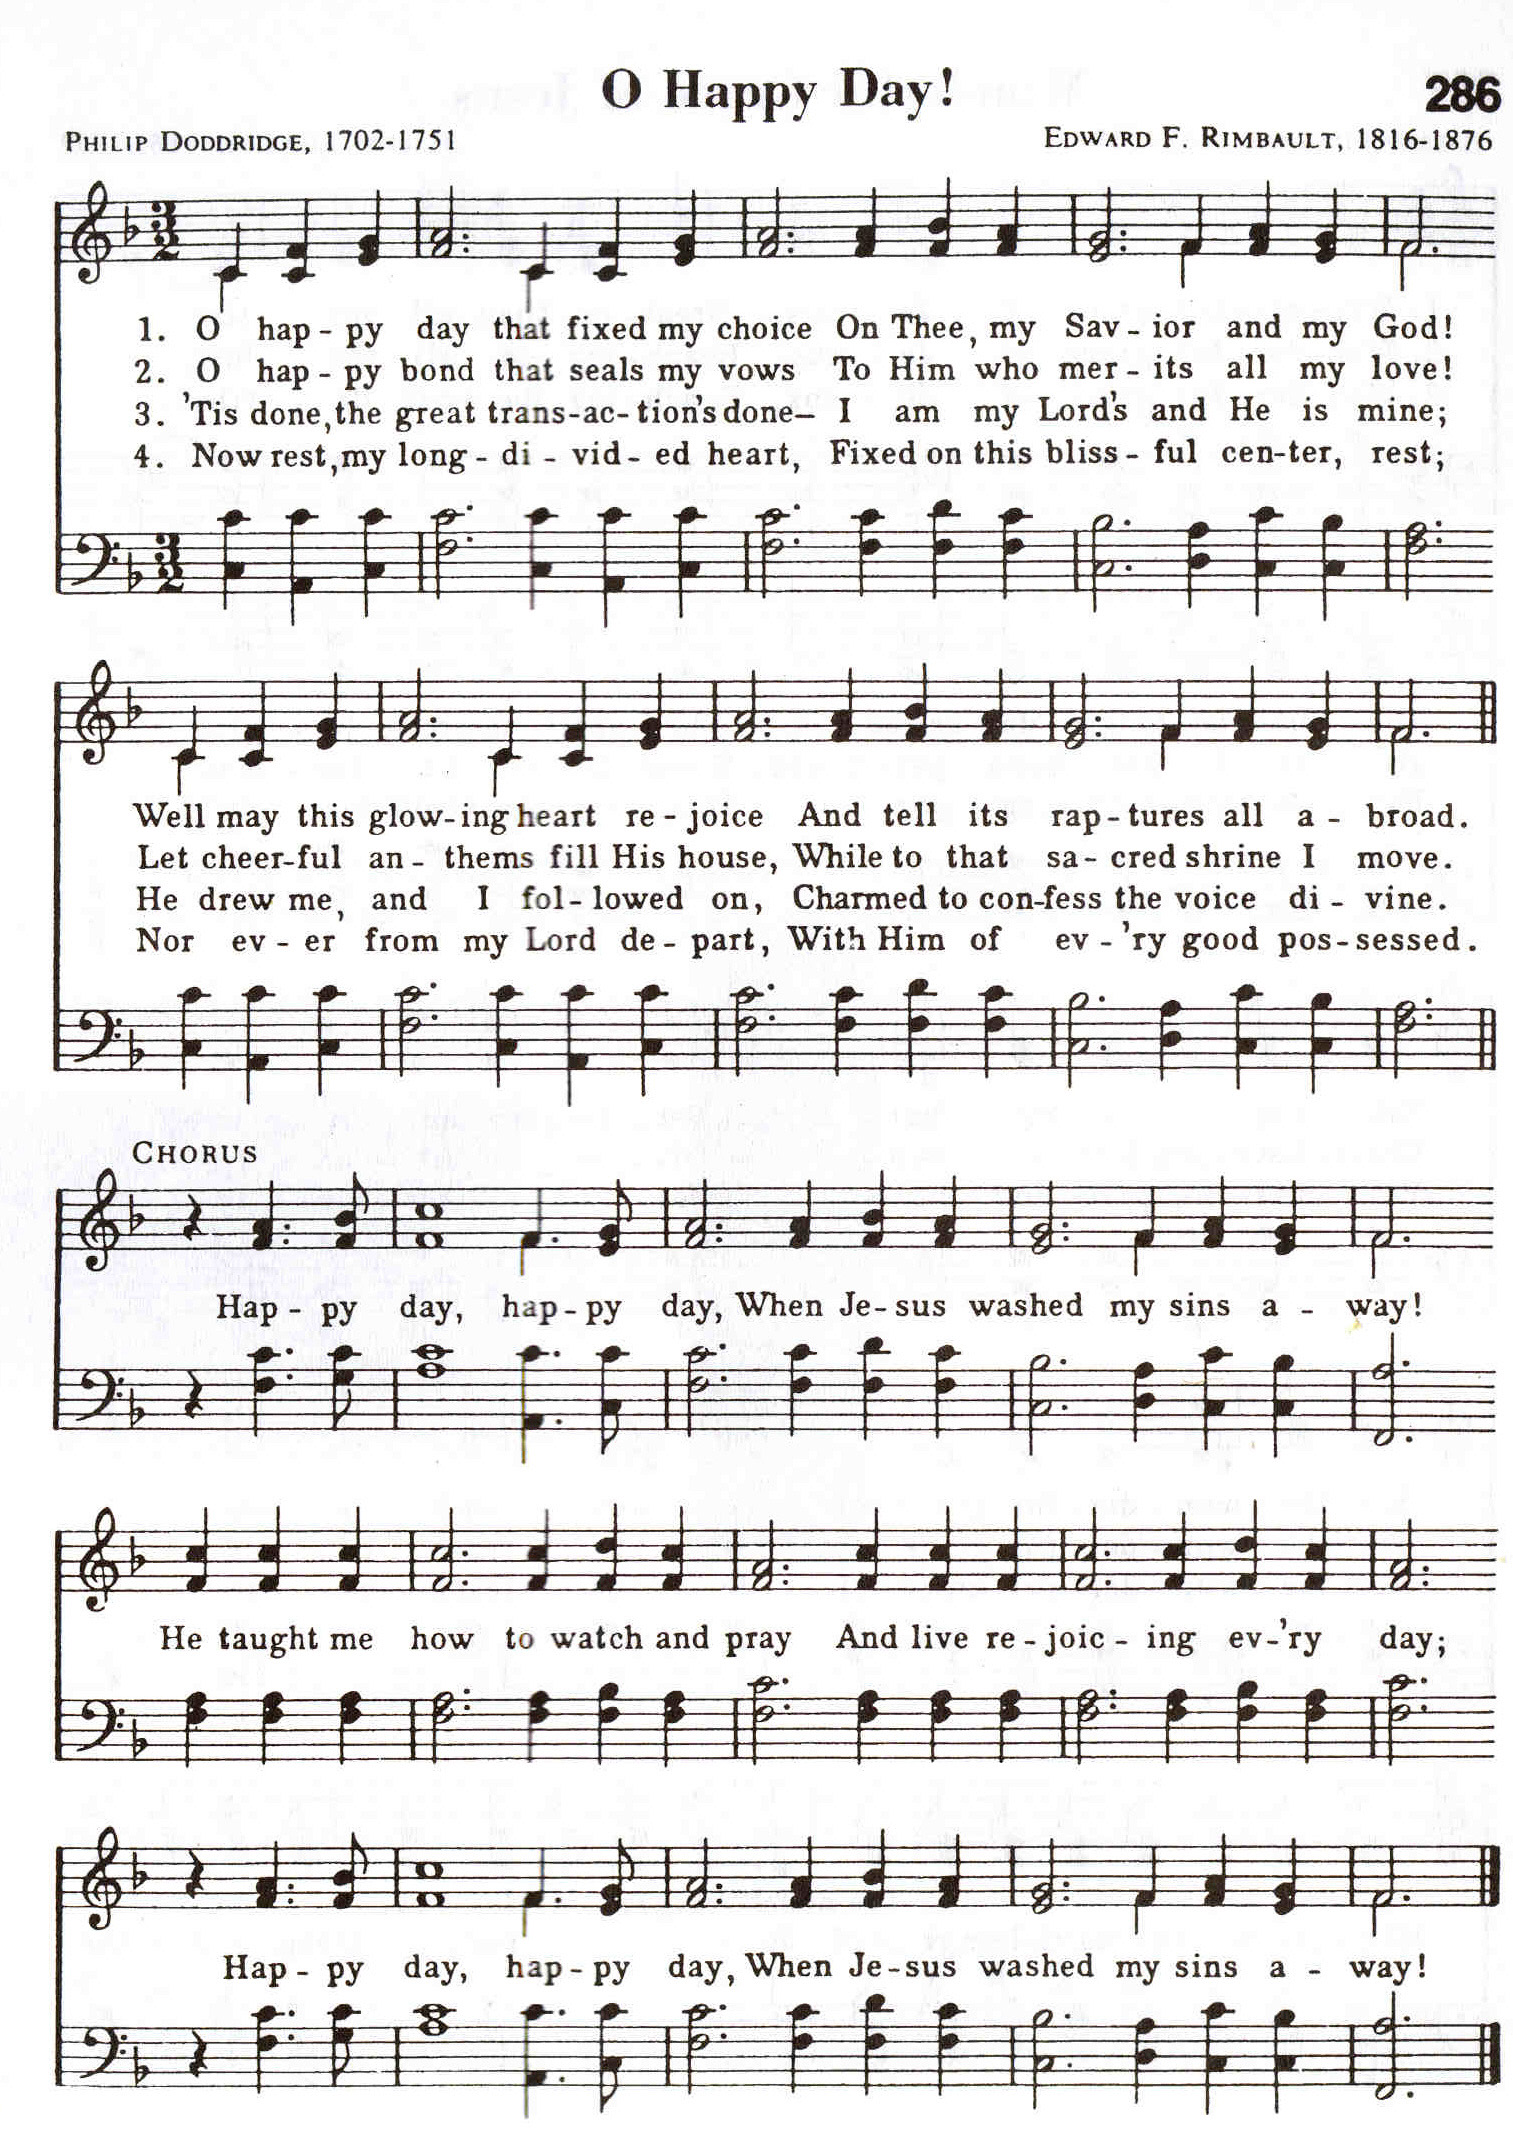 O Happy Day!
286
PHILIP DODDRIDGE, 1702-1751
EDWARD F. RIMBAULT, 1816-1876
3
2
1. O hap - py day that fixed my choice On Thee, my Sav - ior and my God!
2. O hap - py bond that seals my vows To Him who mer - its all my love!
3. 'Tis done, the great trans - ac - tion's done— I am my Lord's and He is mine;
4. Now rest, my long - di - vid - ed heart, Fixed on this bliss - ful cen - ter, rest;
3
2
Well may this glow - ing heart re - joice And tell its rap - tures all a - broad.
Let cheer - ful an - thems fill His house, While to that sa - cred shrine I move.
He drew me, and I fol - lowed on, Charmed to con - fess the voice di - vine.
Nor ev - er from my Lord de - part, With Him of ev - 'ry good pos - sessed.
CHORUS
Hap - py day, hap - py day, When Je - sus washed my sins a - way!
He taught me how to watch and pray And live re - joic - ing ev - 'ry day;
Hap - py day, hap - py day, When Je - sus washed my sins a - way!